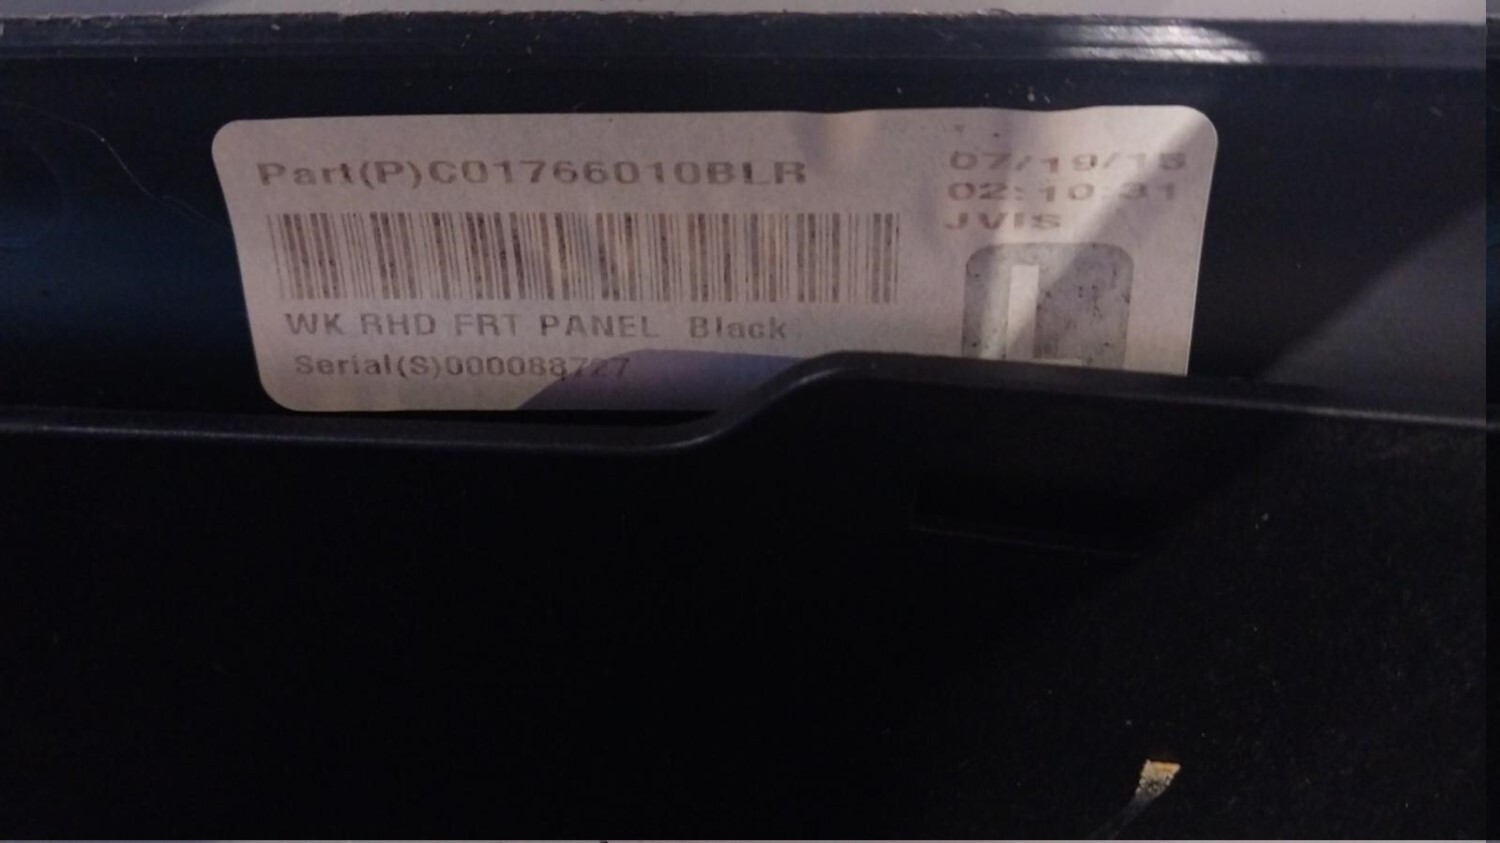 Part(P)C01766010BLR
07/19/15
02:10:31
JVIS
WK RHD FRT PANEL Black
Serial(S)000088727